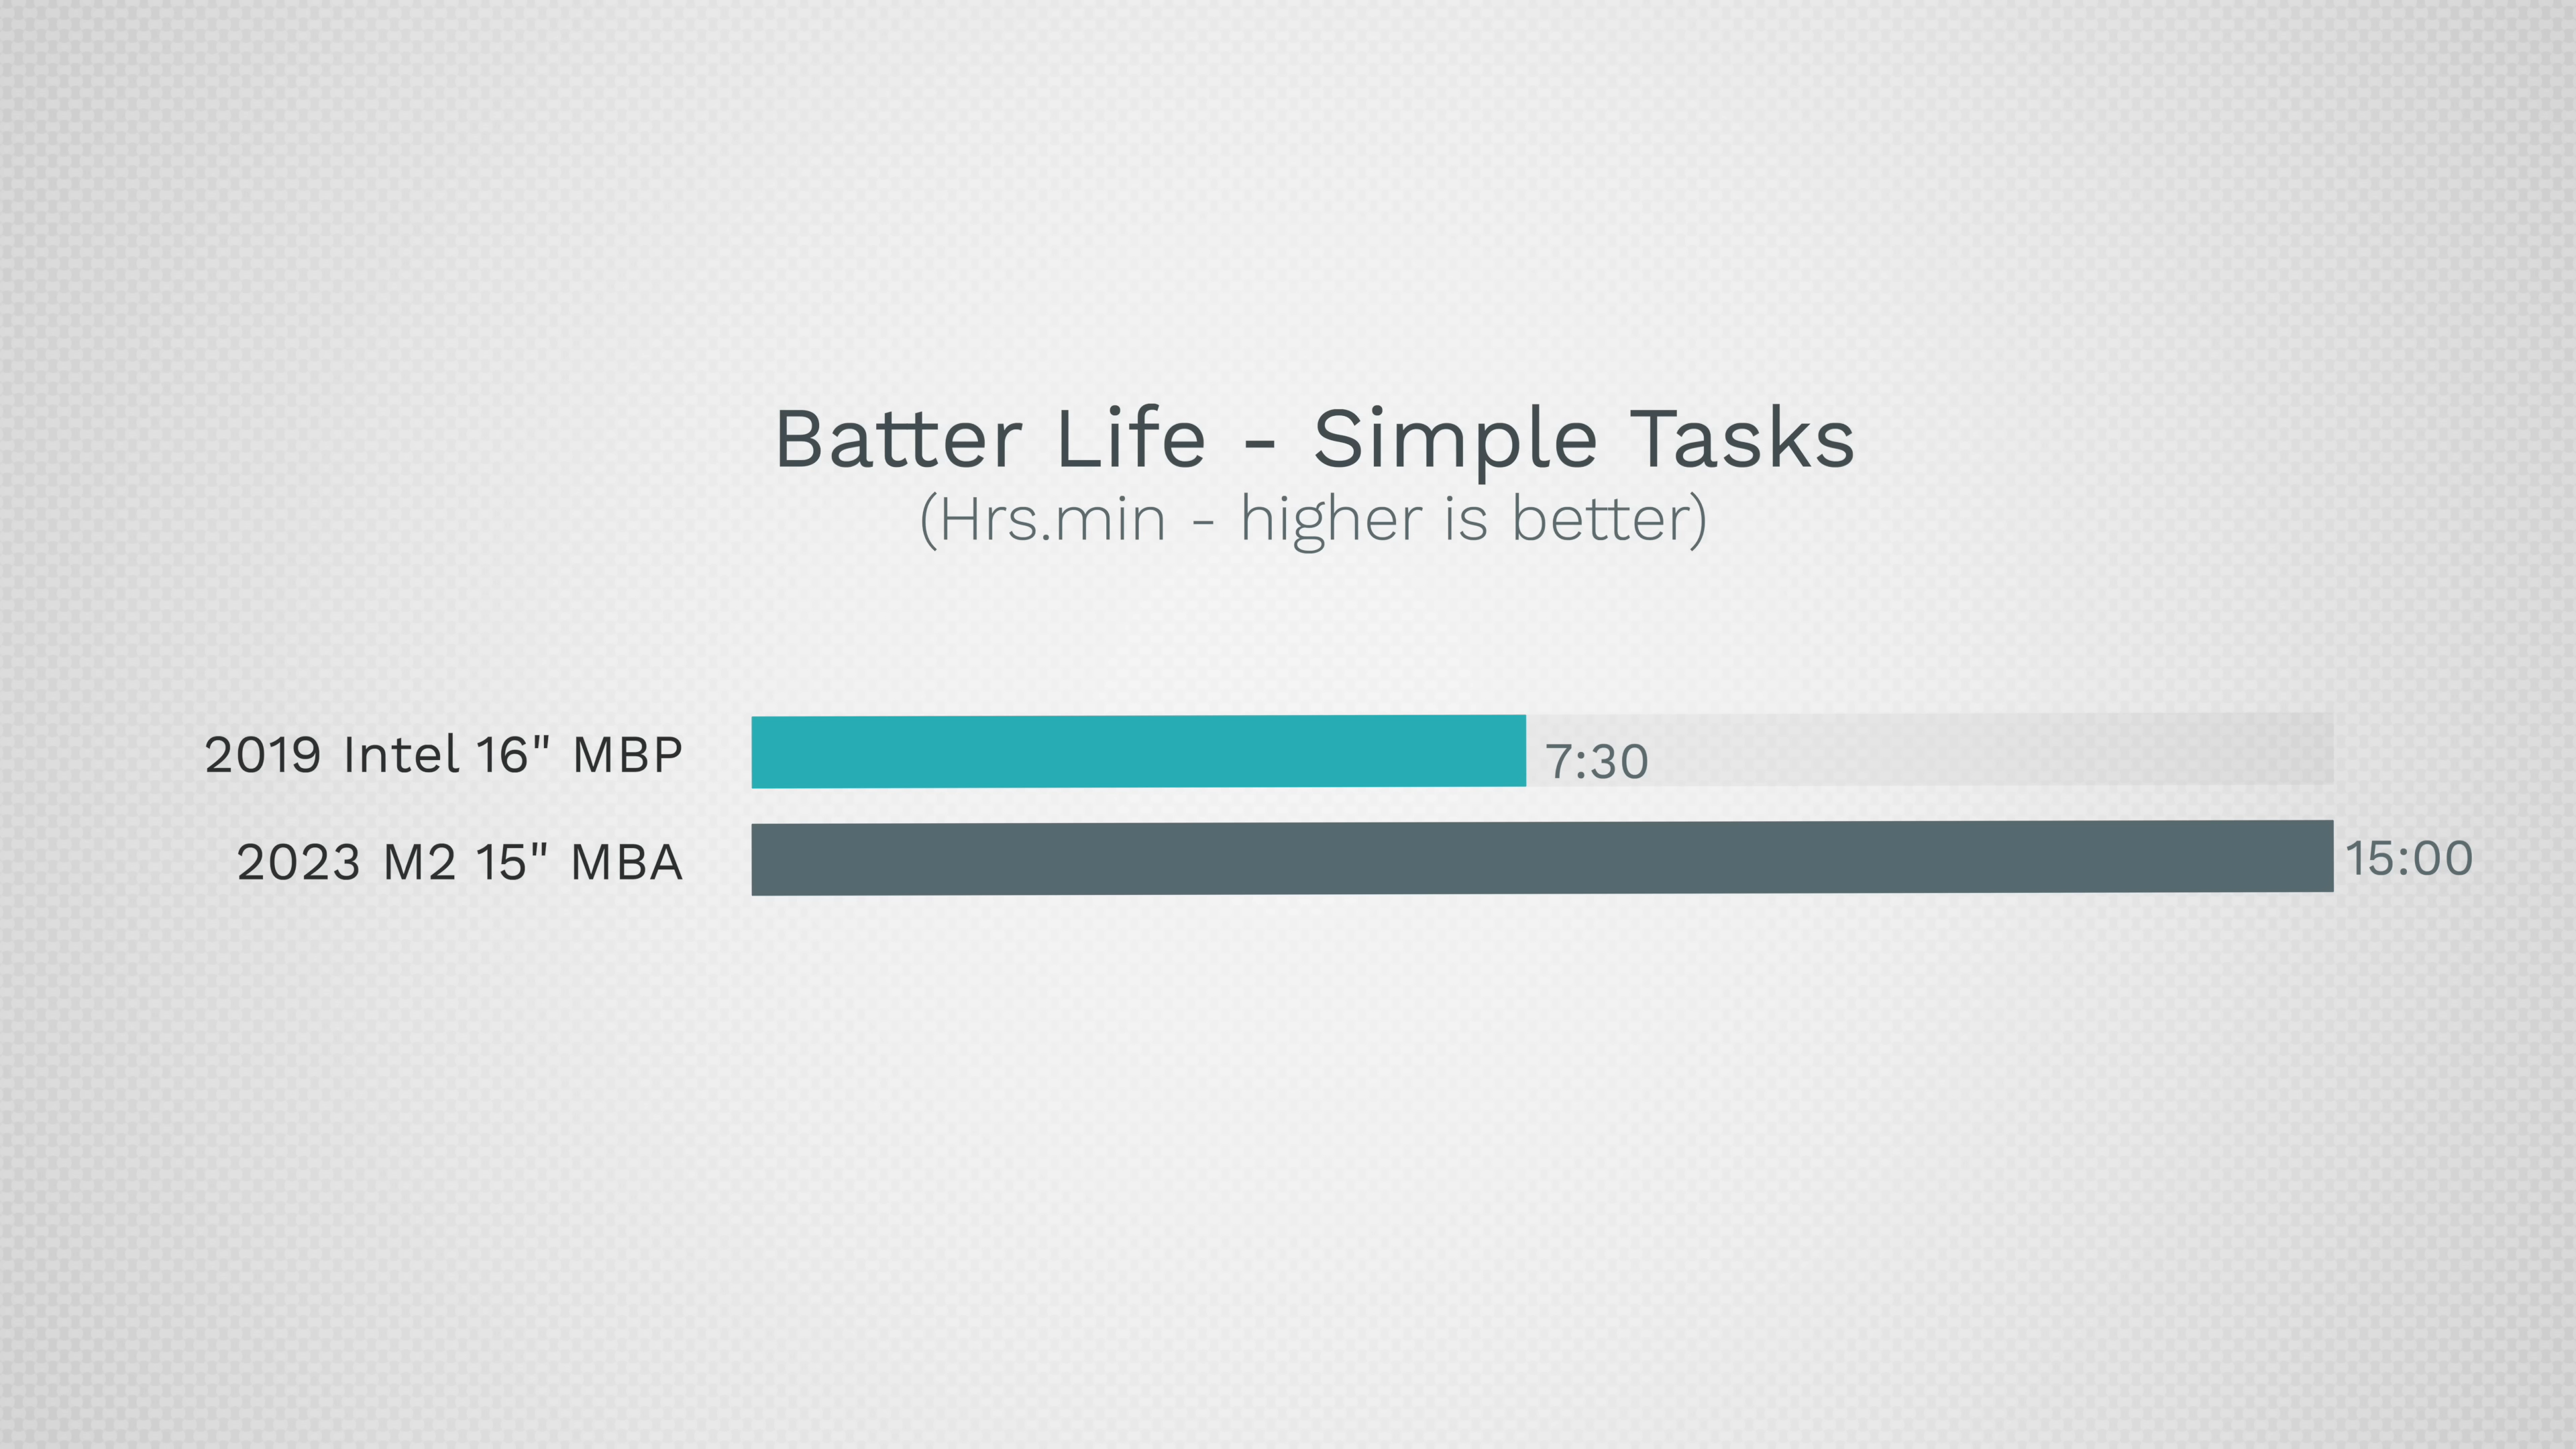 Batter Life - Simple Tasks
(Hrs.min - higher is better)
2019 Intel 16" MBP
7:30
2023 M2 15" MBA
15:00